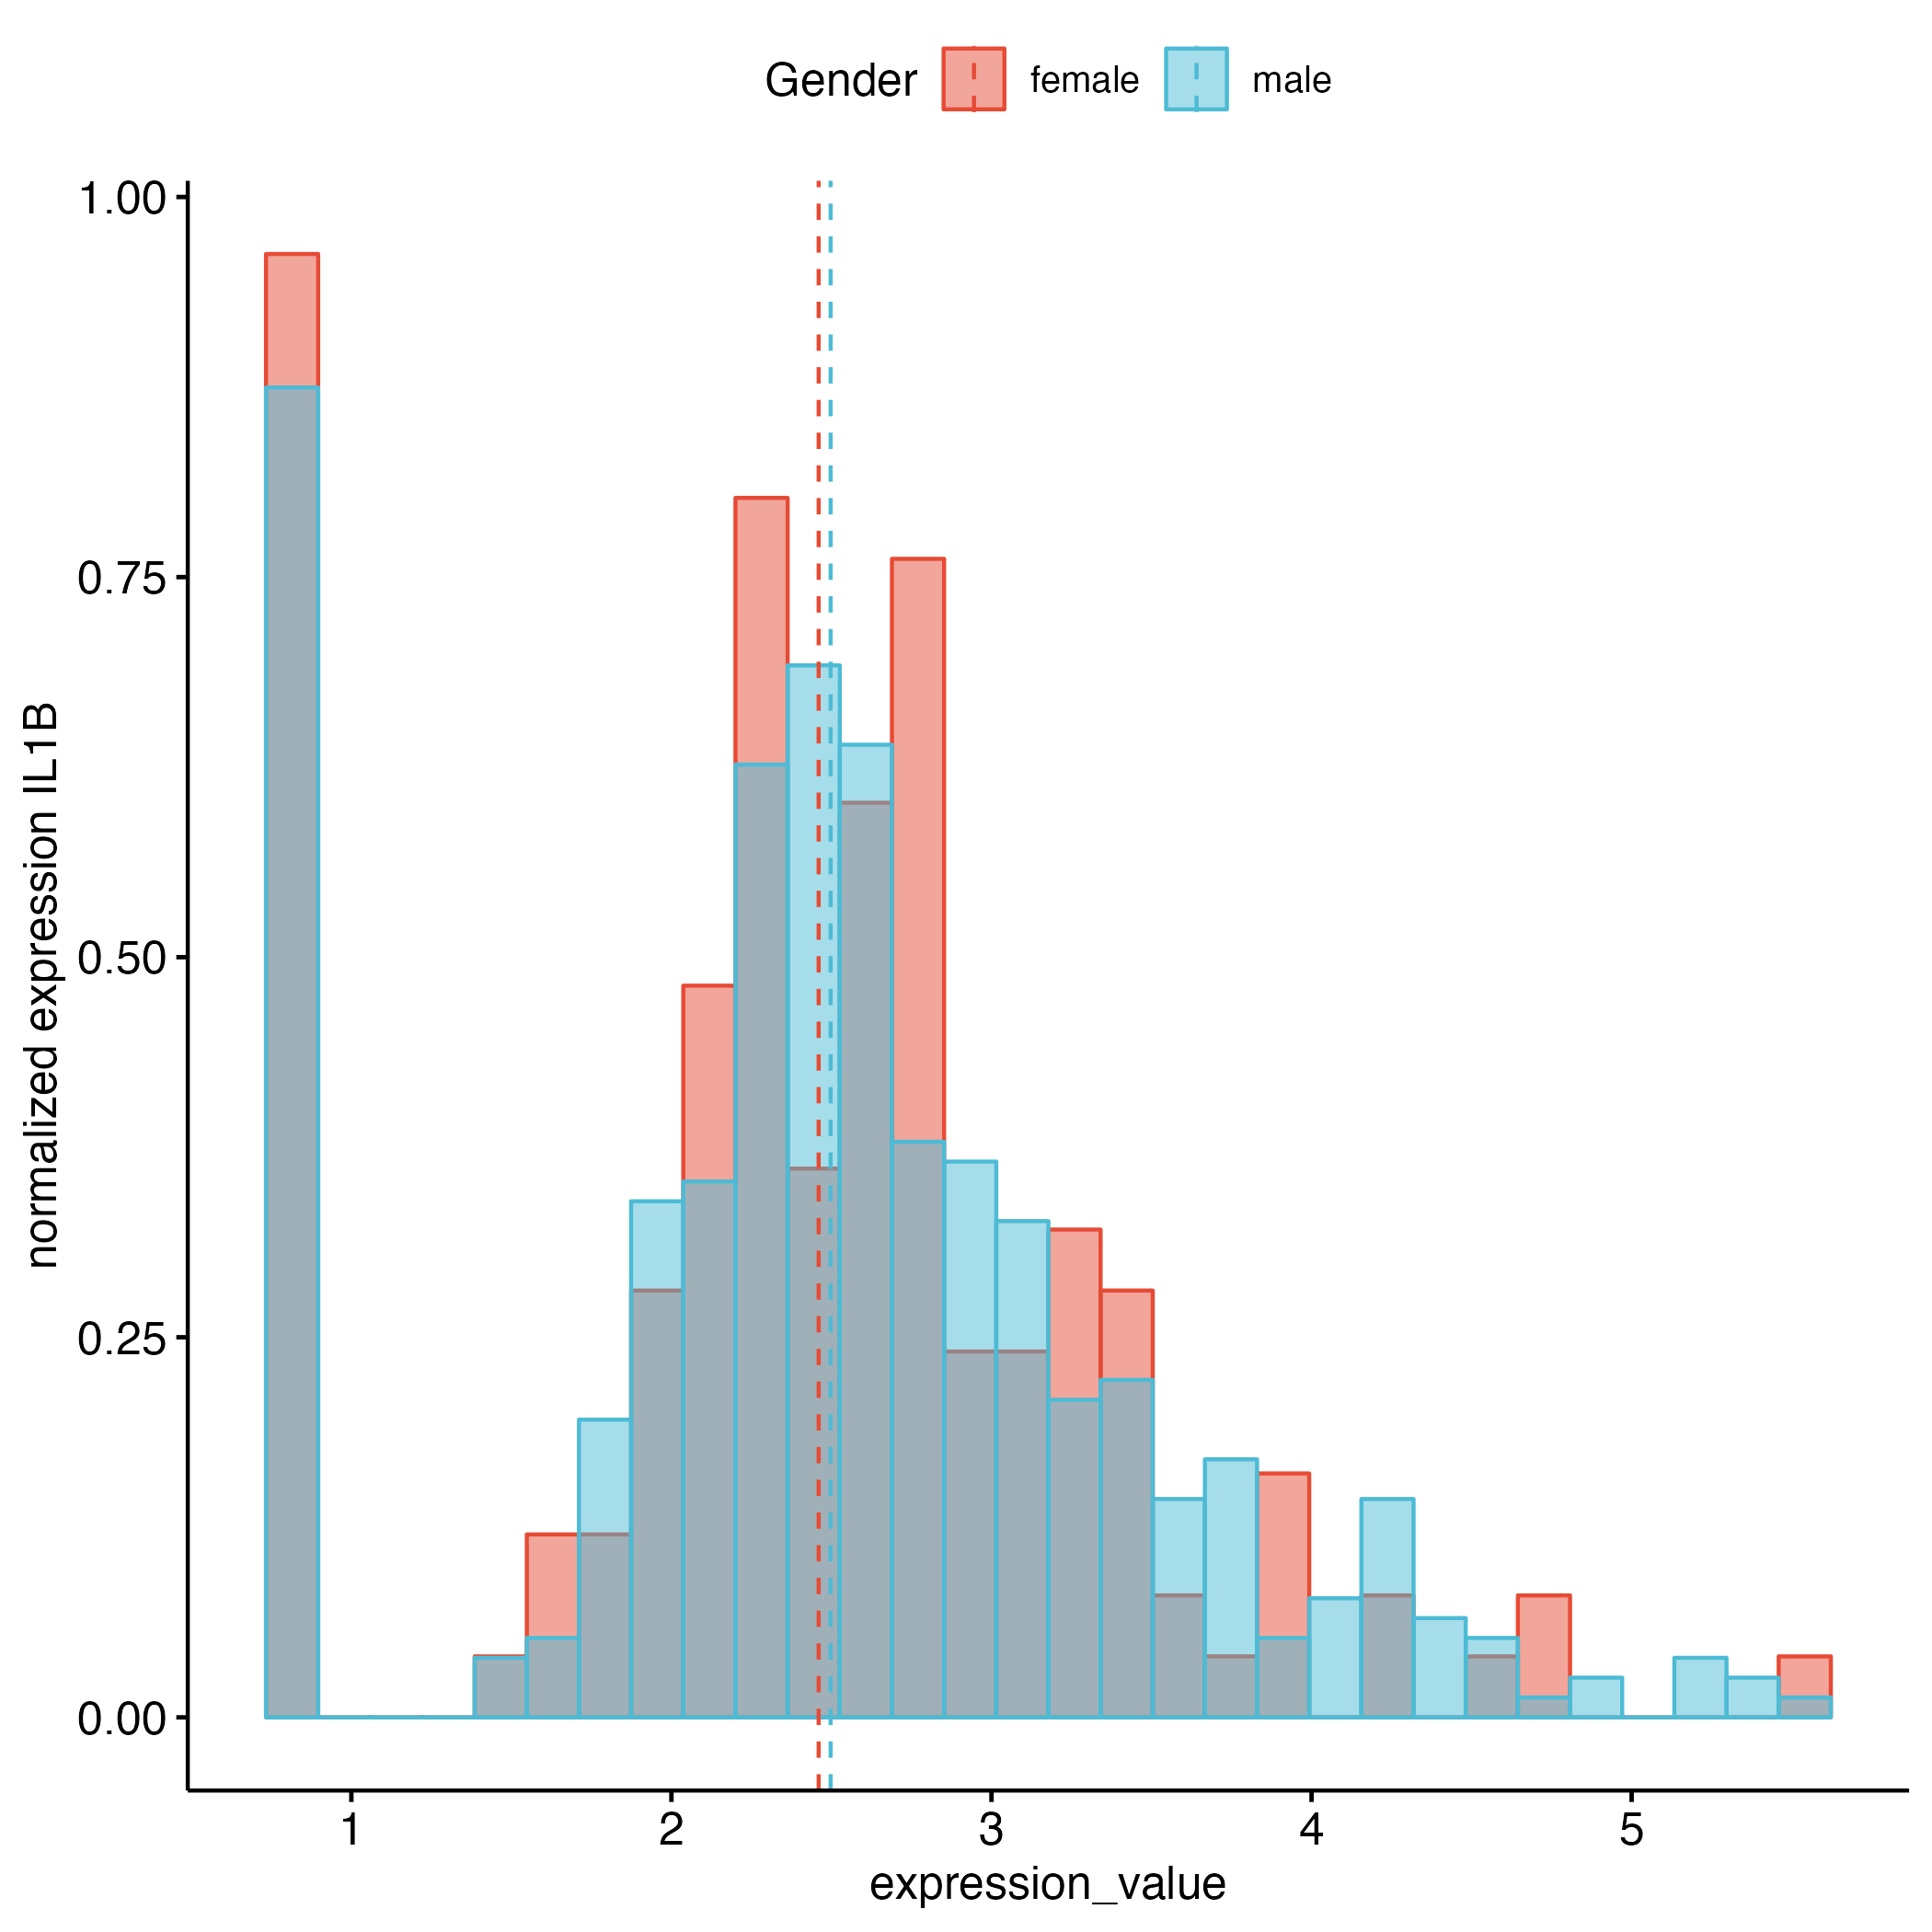 Gender female male
1.00
0.75
0.50
0.25
0.00
normalized expression IL1B
1 2 3 4 5
expression_value